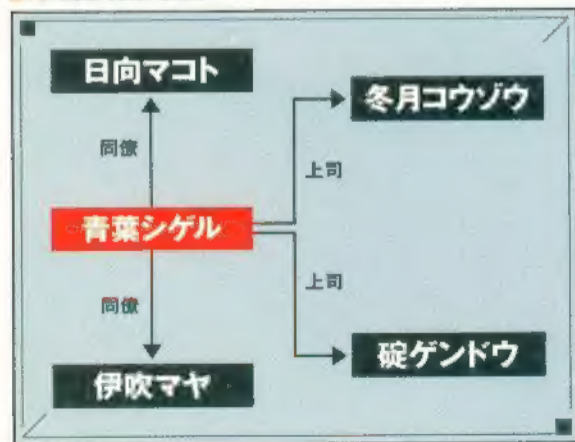 日向マコト
冬月コウゾウ
同僚
上司
青葉シゲル
同僚
上司
伊吹マヤ
碇ゲンドウ